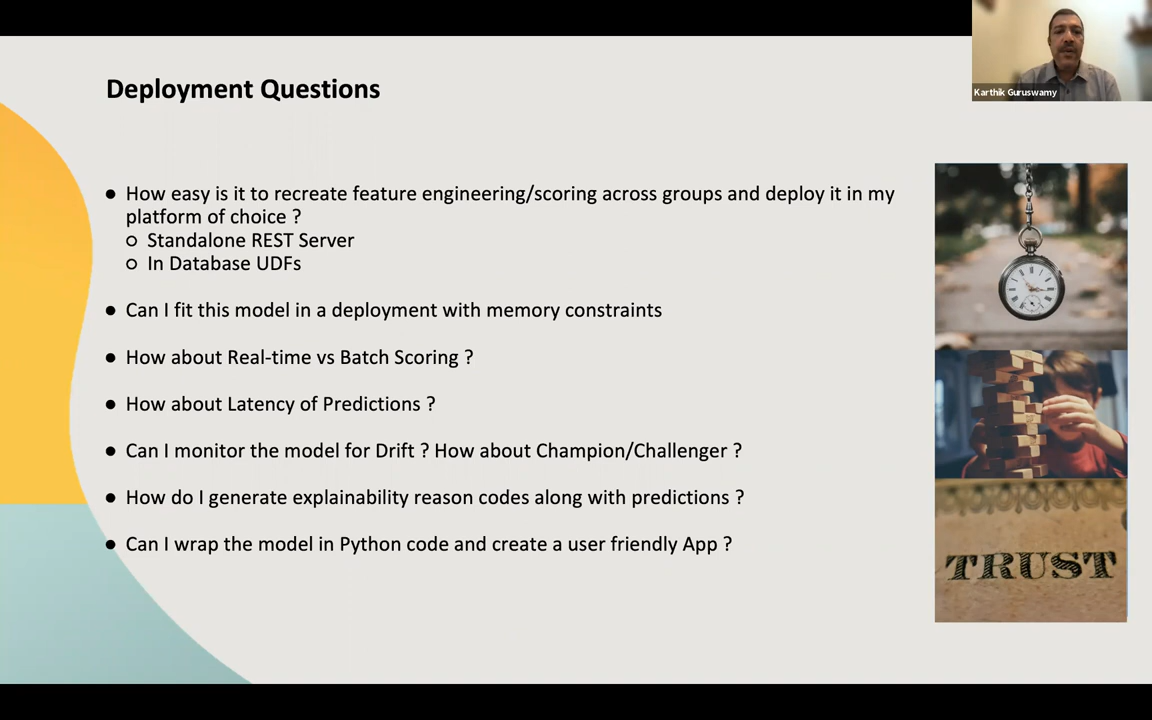 Karthik Guruswamy
Deployment Questions
● How easy is it to recreate feature engineering/scoring across groups and deploy it in my
platform of choice ?
○ Standalone REST Server
○ In Database UDFs
● Can I fit this model in a deployment with memory constraints
● How about Real-time vs Batch Scoring ?
● How about Latency of Predictions ?
● Can I monitor the model for Drift ? How about Champion/Challenger ?
● How do I generate explainability reason codes along with predictions ?
● Can I wrap the model in Python code and create a user friendly App ?
TRUST